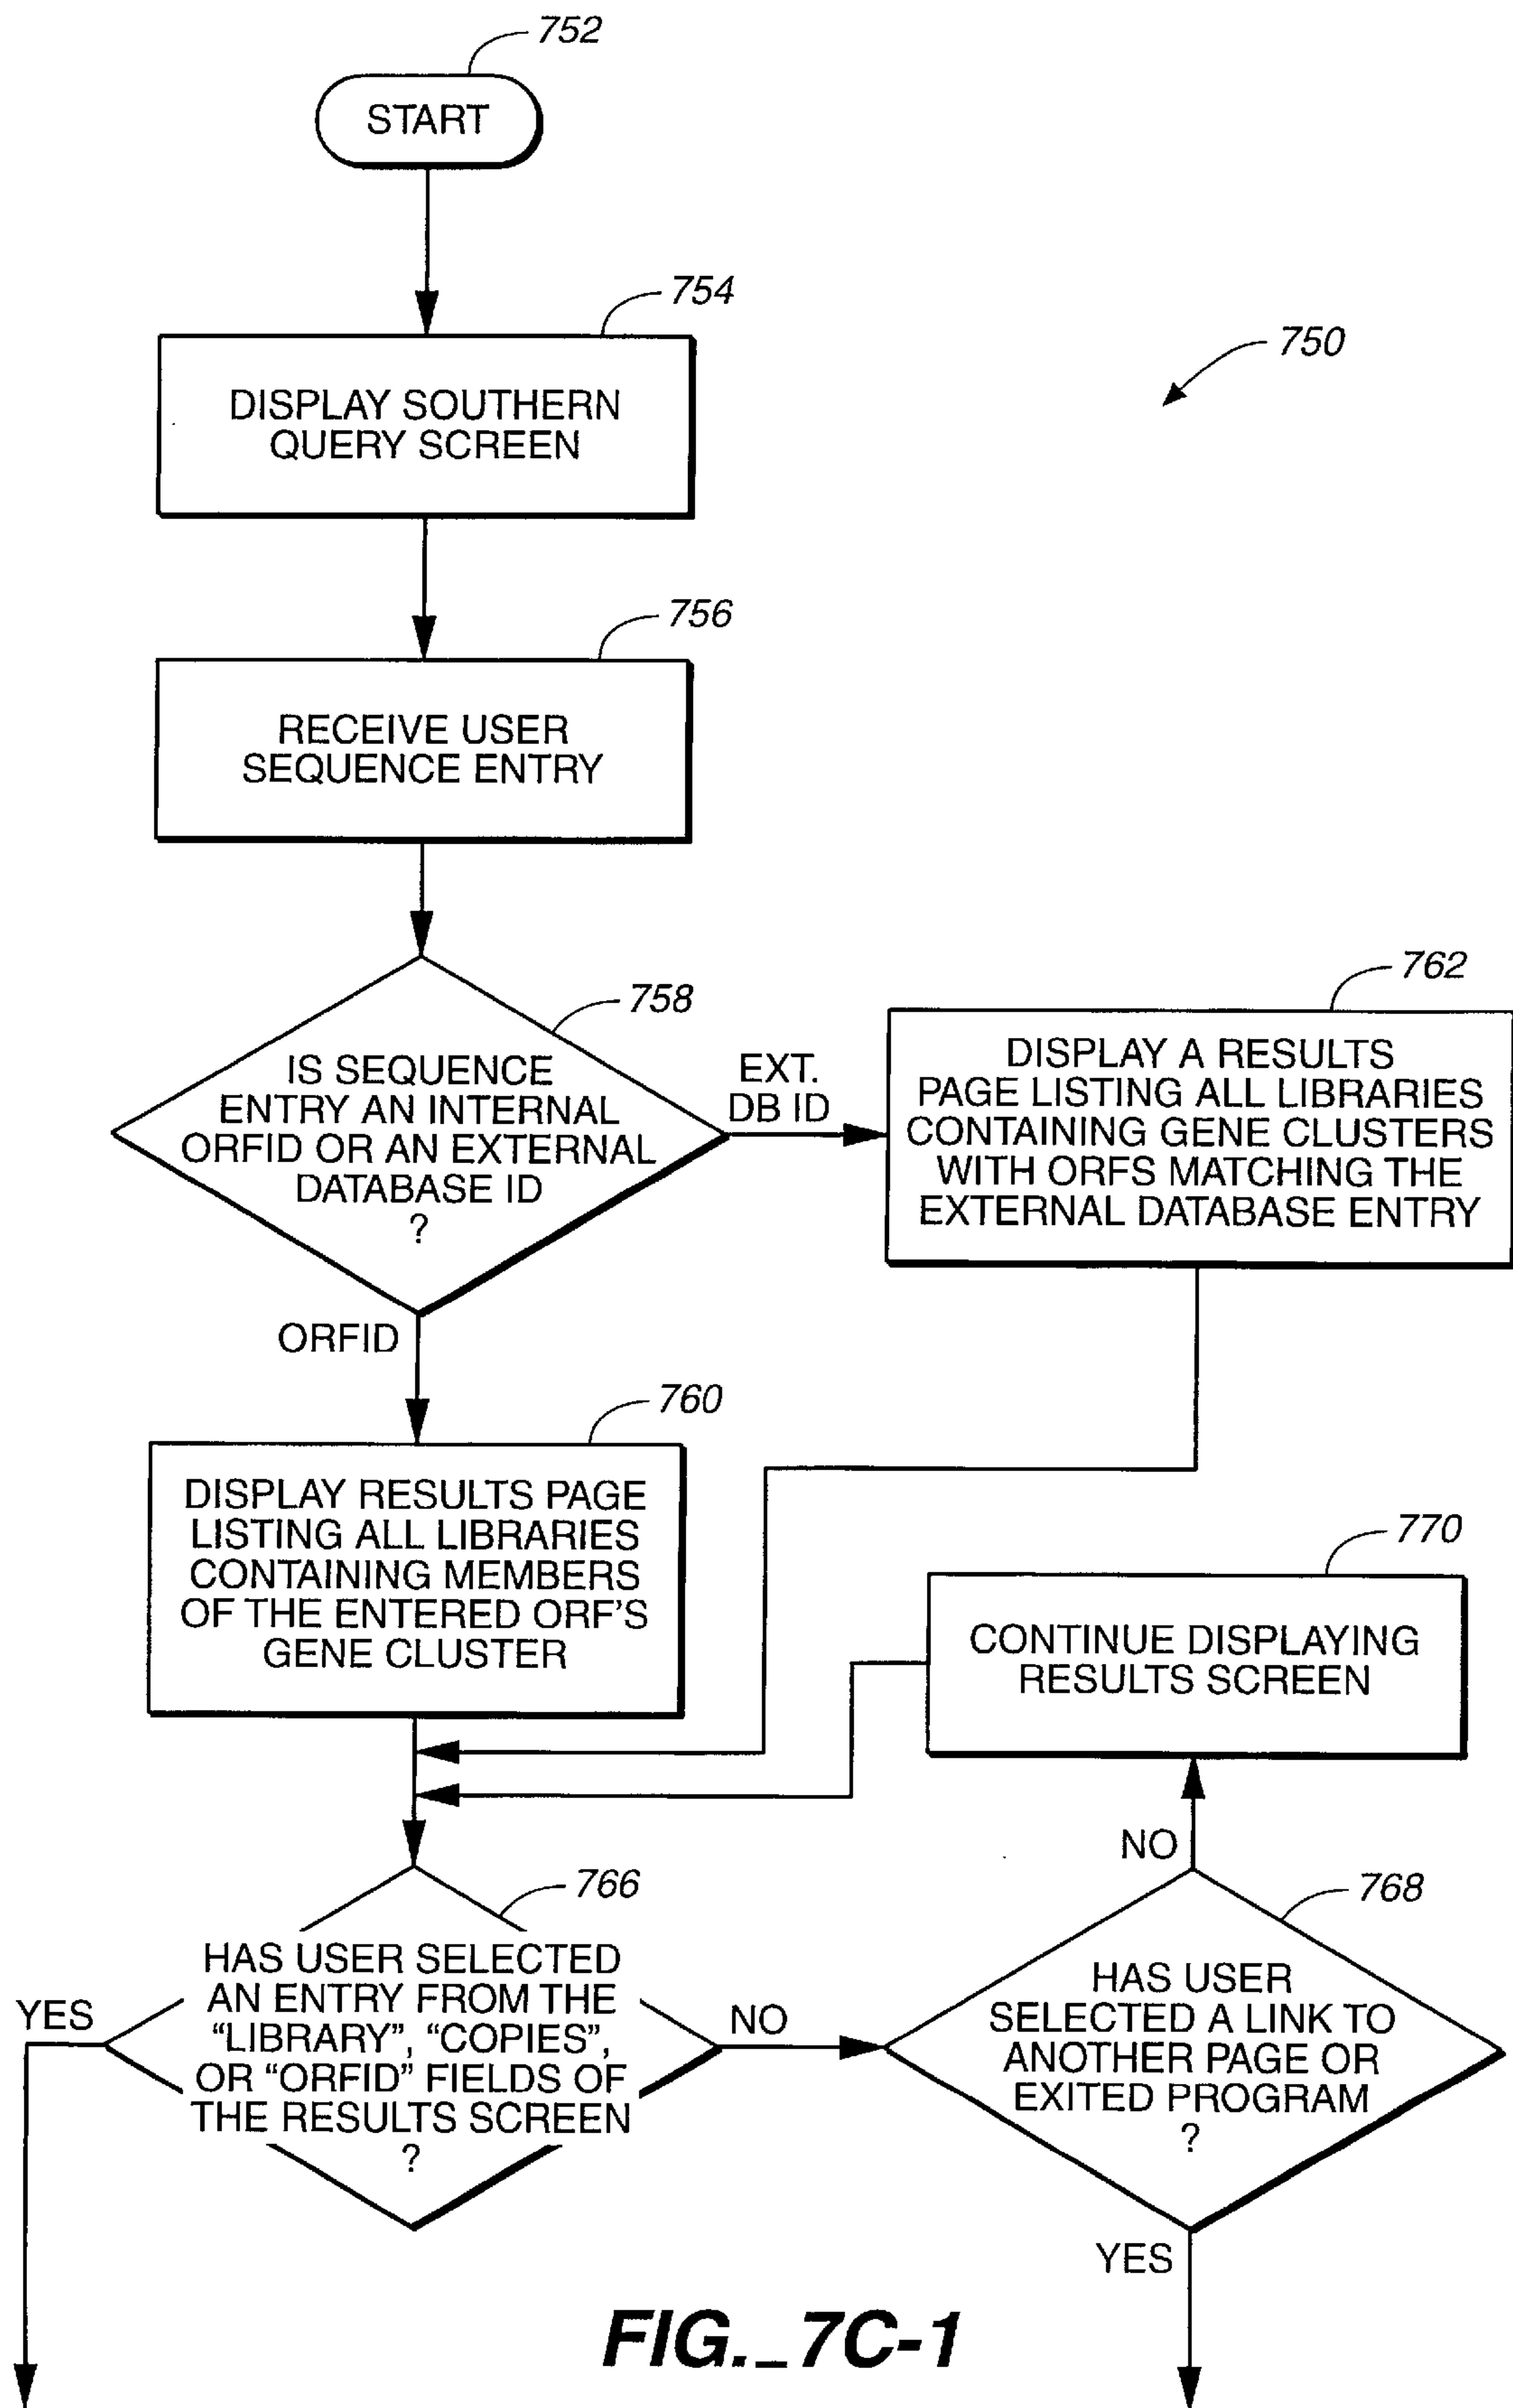 752
START
754
750
DISPLAY SOUTHERN
QUERY SCREEN
756
RECEIVE USER
SEQUENCE ENTRY
758
IS SEQUENCE
ENTRY AN INTERNAL
ORFID OR AN EXTERNAL
DATABASE ID
?
EXT.
DB ID
762
DISPLAY A RESULTS
PAGE LISTING ALL LIBRARIES
CONTAINING GENE CLUSTERS
WITH ORFS MATCHING THE
EXTERNAL DATABASE ENTRY
ORFID
760
DISPLAY RESULTS PAGE
LISTING ALL LIBRARIES
CONTAINING MEMBERS
OF THE ENTERED ORF'S
GENE CLUSTER
770
CONTINUE DISPLAYING
RESULTS SCREEN
NO
766
HAS USER SELECTED
AN ENTRY FROM THE
“LIBRARY”, “COPIES”,
OR “ORFID” FIELDS OF
THE RESULTS SCREEN
?
YES
NO
768
HAS USER
SELECTED A LINK TO
ANOTHER PAGE OR
EXITED PROGRAM
?
YES
FIG._7C-1